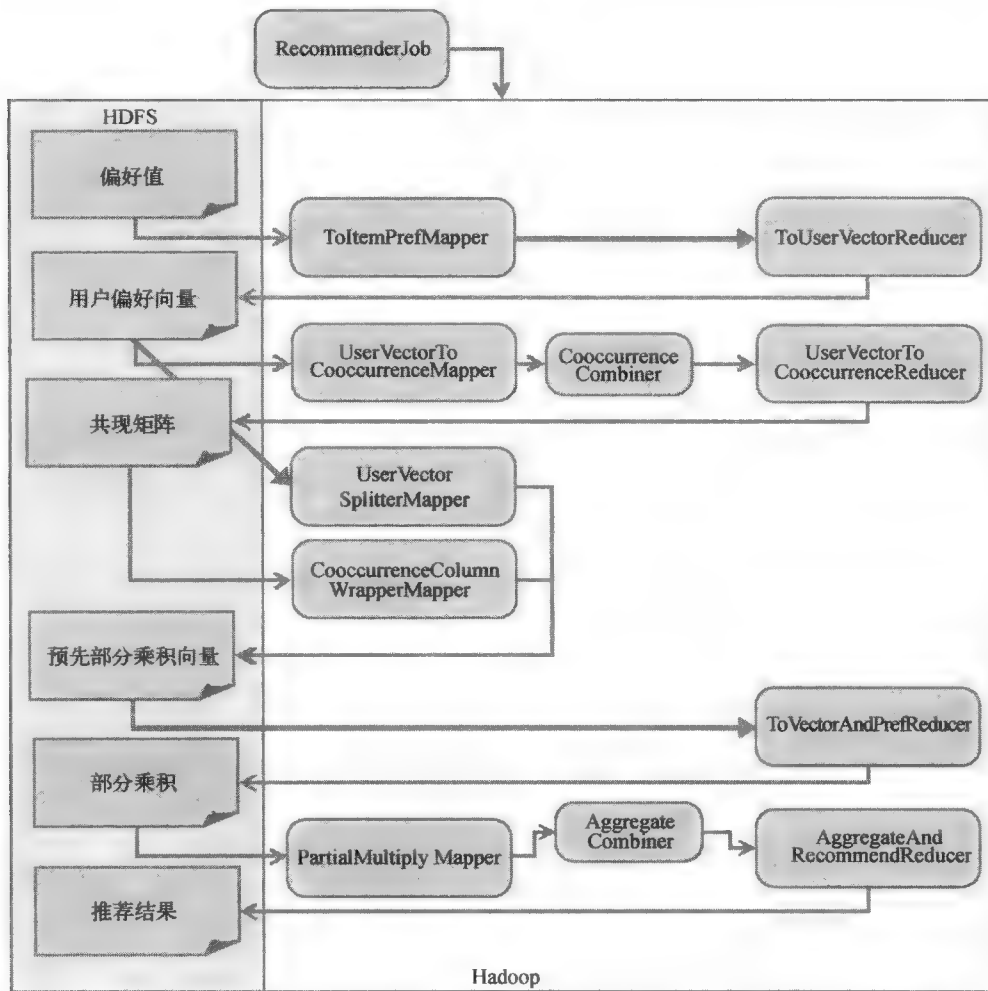 RecommenderJob
HDFS
偏好值
ToItemPrefMapper
ToUserVectorReducer
用户偏好向量
UserVectorTo
CooccurrenceMapper
Cooccurrence
Combiner
UserVectorTo
CooccurrenceReducer
共现矩阵
UserVector
SplitterMapper
CooccurrenceColumn
WrapperMapper
预先部分乘积向量
ToVectorAndPrefReducer
部分乘积
PartialMultiply Mapper
Aggregate
Combiner
AggregateAnd
RecommendReducer
推荐结果
Hadoop